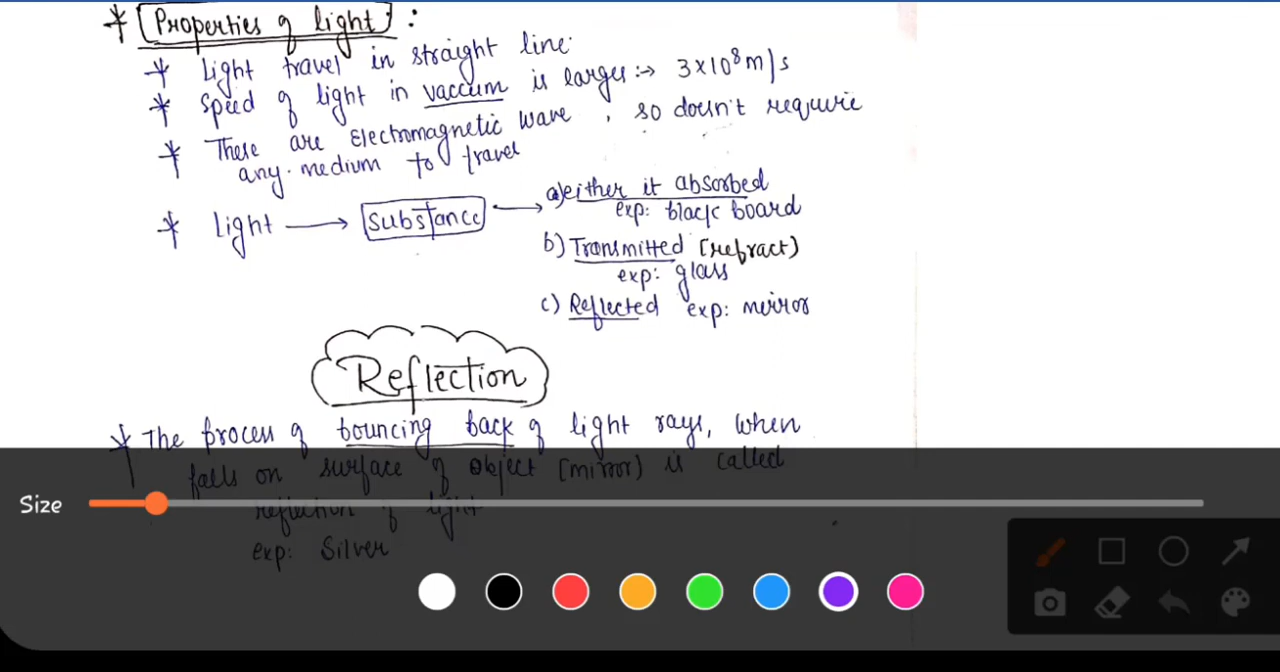 * Properties of light :
* Light travel in straight line.
* Speed of light in vaccum is larges :→ 3×10⁸m/s
* These are Electromagnetic wave, so doesn't require
any medium to travel
* light → substance → a) either it absorbed
exp: black board
b) Transmitted [refract)
exp: glass
c) Reflected exp: mirror
Reflection
* The process of bouncing back of light rays, when
falls on surface of object [mirror) is called
reflection of light
exp: Silver
Size